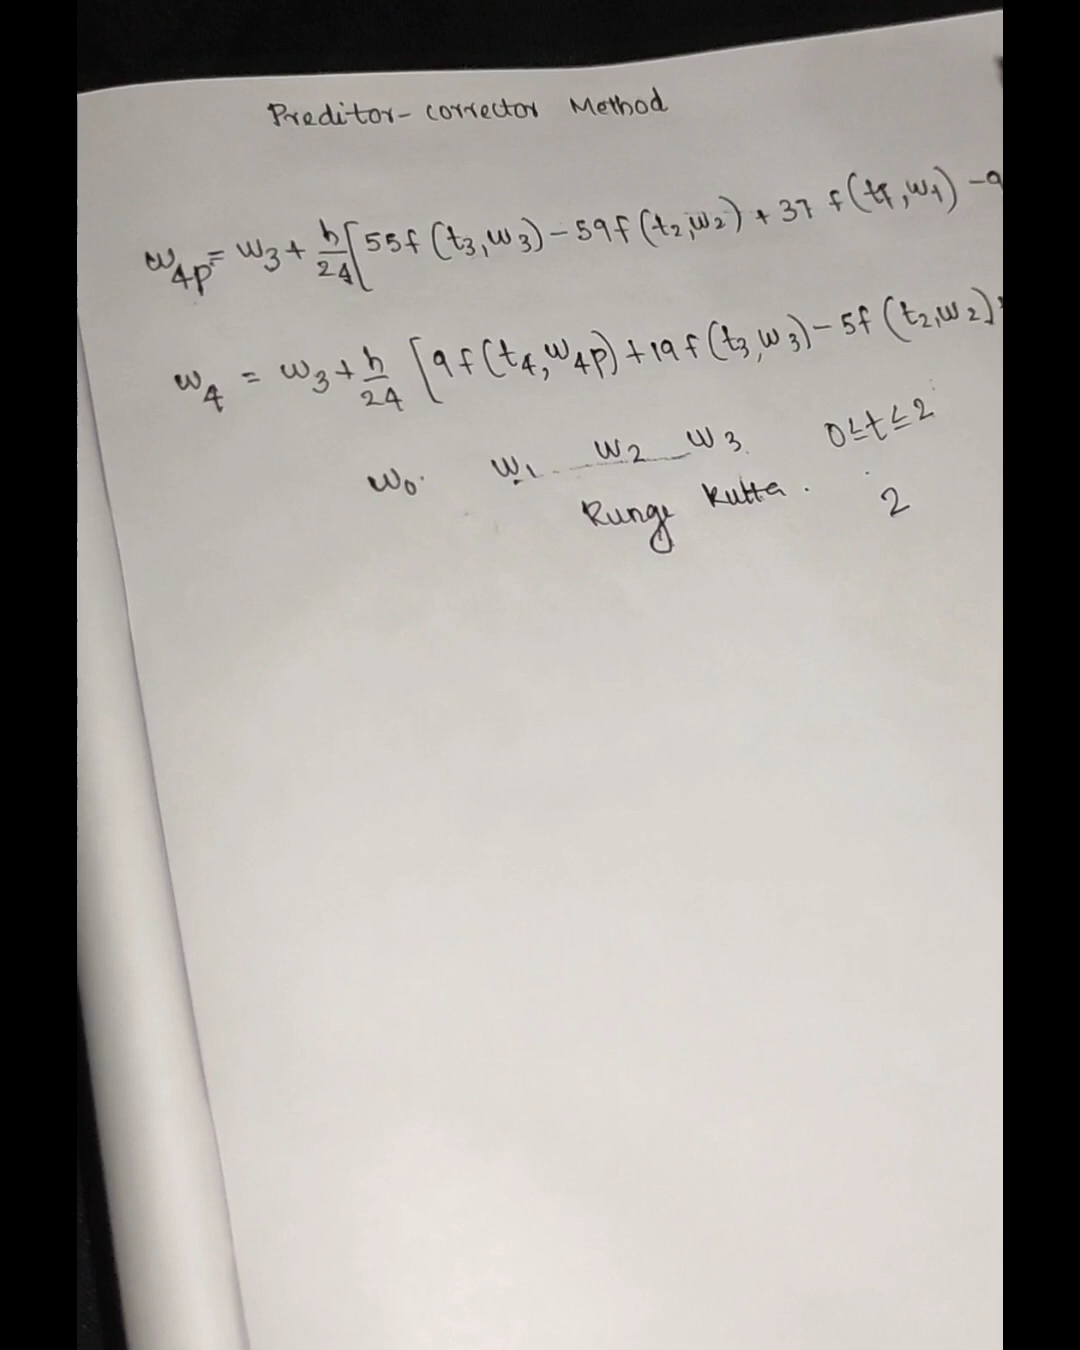 Preditor- corrector Method
w4p = w3 + h/24 [55f (t3,w3) - 59f (t2,w2) + 37 f(t1,w1) -9
w4 = w3 + h/24 [9f(t4,w4p) + 19f(t3,w3) - 5f (t2,w2)
w0. w1 w2 w3 0≤t≤2
Runge Kutta . 2